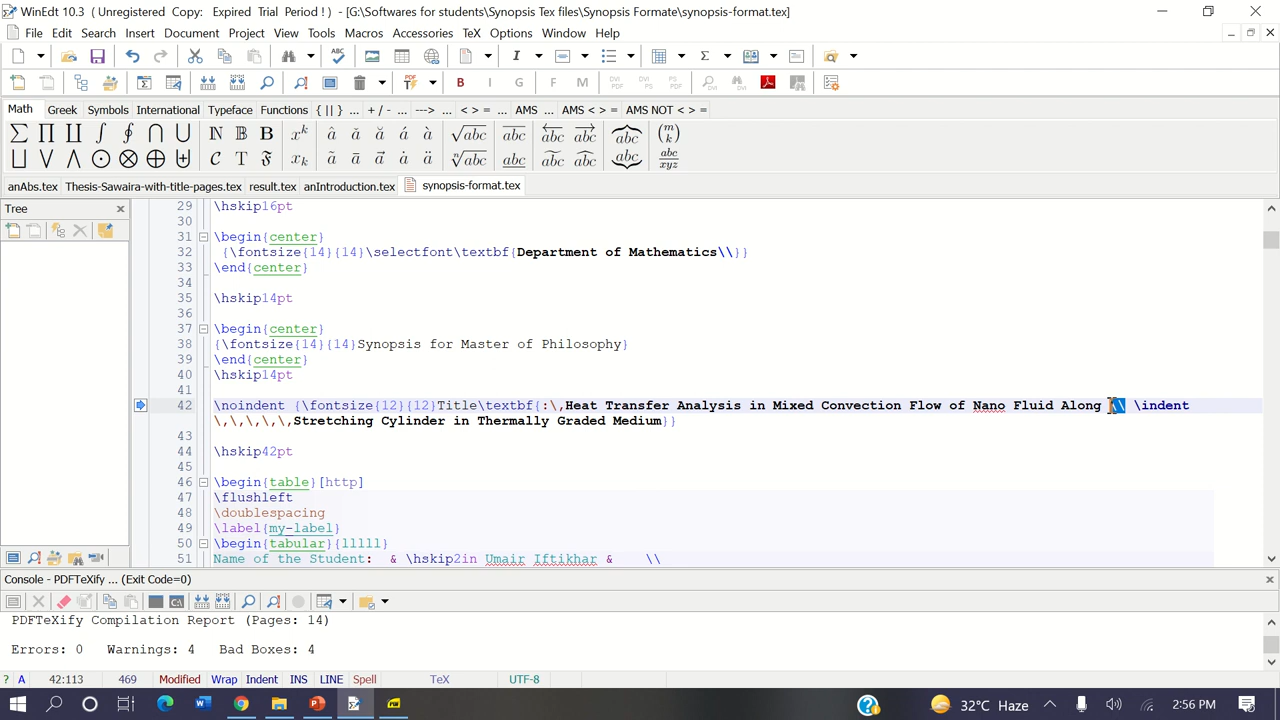 WinEdt 10.3 (Unregistered Copy: Expired Trial Period ! ) - [G:\Softwares for students\Synopsis Tex files\Synopsis Formate\synopsis-format.tex]
File Edit Search Insert Document Project View Tools Macros Accessories TeX Options Window Help
Math Greek Symbols International Typeface Functions { || } ... + / - ... ---> ... < > = ... AMS ... AMS < > = AMS NOT < > =
anAbs.tex Thesis-Sawaira-with-title-pages.tex result.tex anIntroduction.tex synopsis-format.tex
Tree
29 \hskip16pt
30
31 \begin{center}
32 {\fontsize{14}{14}\selectfont\textbf{Department of Mathematics\\}}
33 \end{center}
34
35 \hskip14pt
36
37 \begin{center}
38 {\fontsize{14}{14}Synopsis for Master of Philosophy}
39 \end{center}
40 \hskip14pt
41
42 \noindent {\fontsize{12}{12}Title\textbf{:\,Heat Transfer Analysis in Mixed Convection Flow of Nano Fluid Along \\ \indent
\,\,\,\,\,Stretching Cylinder in Thermally Graded Medium}}
43
44 \hskip42pt
45
46 \begin{table}[http]
47 \flushleft
48 \doublespacing
49 \label{my-label}
50 \begin{tabular}{lllll}
51 Name of the Student: & \hskip2in Umair Iftikhar & \\
Console - PDFTeXify ... (Exit Code=0)
PDFTeXify Compilation Report (Pages: 14)
Errors: 0 Warnings: 4 Bad Boxes: 4
? A 42:113 469 Modified Wrap Indent INS LINE Spell TeX UTF-8
32°C Haze 2:56 PM